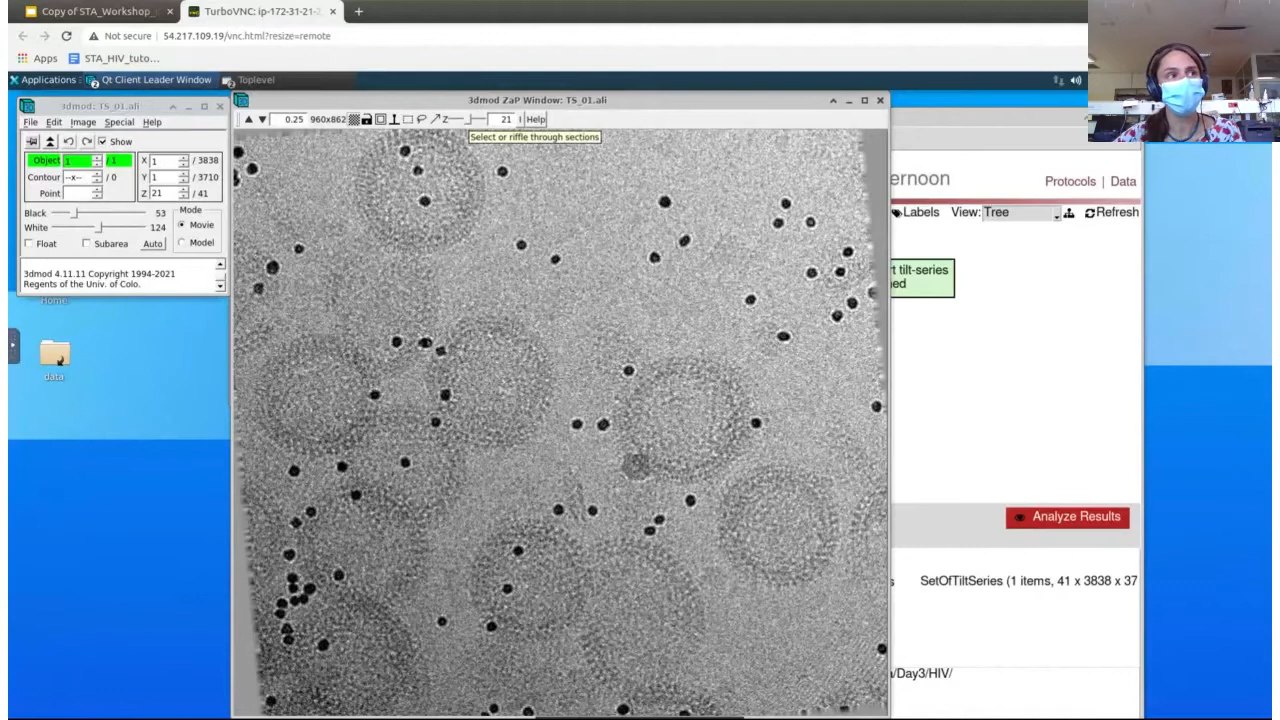 Copy of STA_Workshop_
TurboVNC: ip-172-31-21-2
Not secure | 54.217.109.19/vnc.html?resize=remote
Apps STA_HIV_tuto...
Applications Qt Client Leader Window Toplevel
3dmod: TS_01.ali
File Edit Image Special Help
Show
Object 1 / 1 X 1 / 3838
Contour --x-- / 0 Y 1 / 3710
Point Z 21 / 41
Black 53 Mode
White 124 Movie
Float Subarea Auto Model
3dmod 4.11.11 Copyright 1994-2021
Regents of the Univ. of Colo.
Home
data
3dmod ZaP Window: TS_01.ali
0.25 960x862 Z 21 I Help
Select or riffle through sections
ernoon Protocols | Data
Labels View: Tree Refresh
rt tilt-series
ed
Analyze Results
s SetOfTiltSeries (1 items, 41 x 3838 x 37
/Day3/HIV/